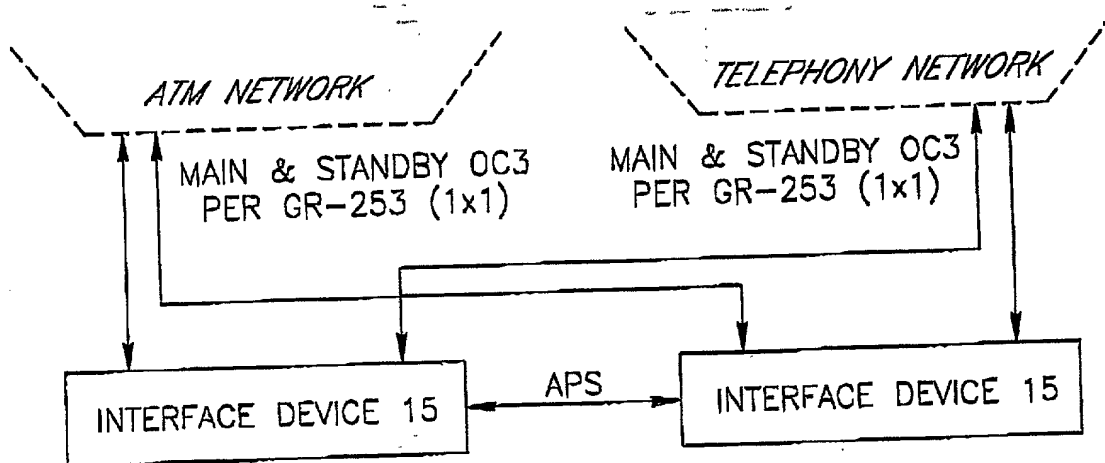 ATM NETWORK
TELEPHONY NETWORK
MAIN & STANDBY OC3
PER GR-253 (1x1)
MAIN & STANDBY OC3
PER GR-253 (1x1)
INTERFACE DEVICE 15
APS
INTERFACE DEVICE 15